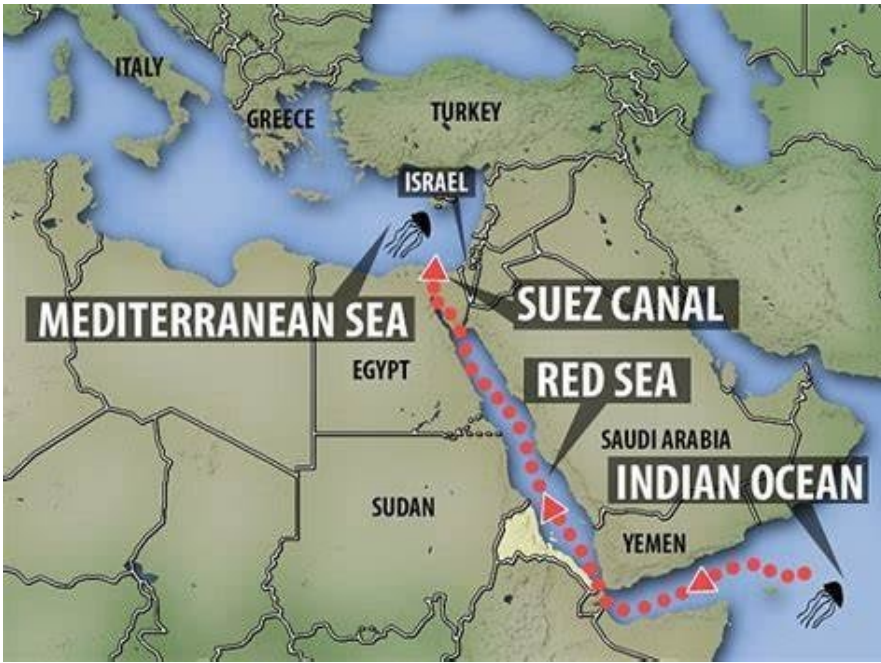 ITALY
GREECE
TURKEY
ISRAEL
MEDITERRANEAN SEA
SUEZ CANAL
EGYPT
RED SEA
SAUDI ARABIA
INDIAN OCEAN
SUDAN
YEMEN